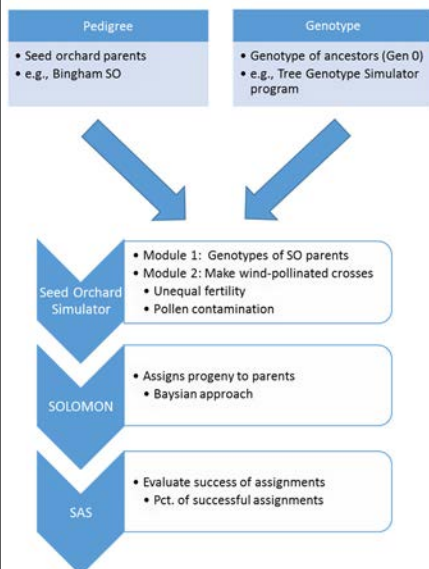 Pedigree
• Seed orchard parents
• e.g., Bingham SO
Genotype
• Genotype of ancestors (Gen 0)
• e.g., Tree Genotype Simulator
program
Seed Orchard
Simulator
• Module 1: Genotypes of SO parents
• Module 2: Make wind-pollinated crosses
• Unequal fertility
• Pollen contamination
SOLOMON
• Assigns progeny to parents
• Baysian approach
SAS
• Evaluate success of assignments
• Pct. of successful assignments